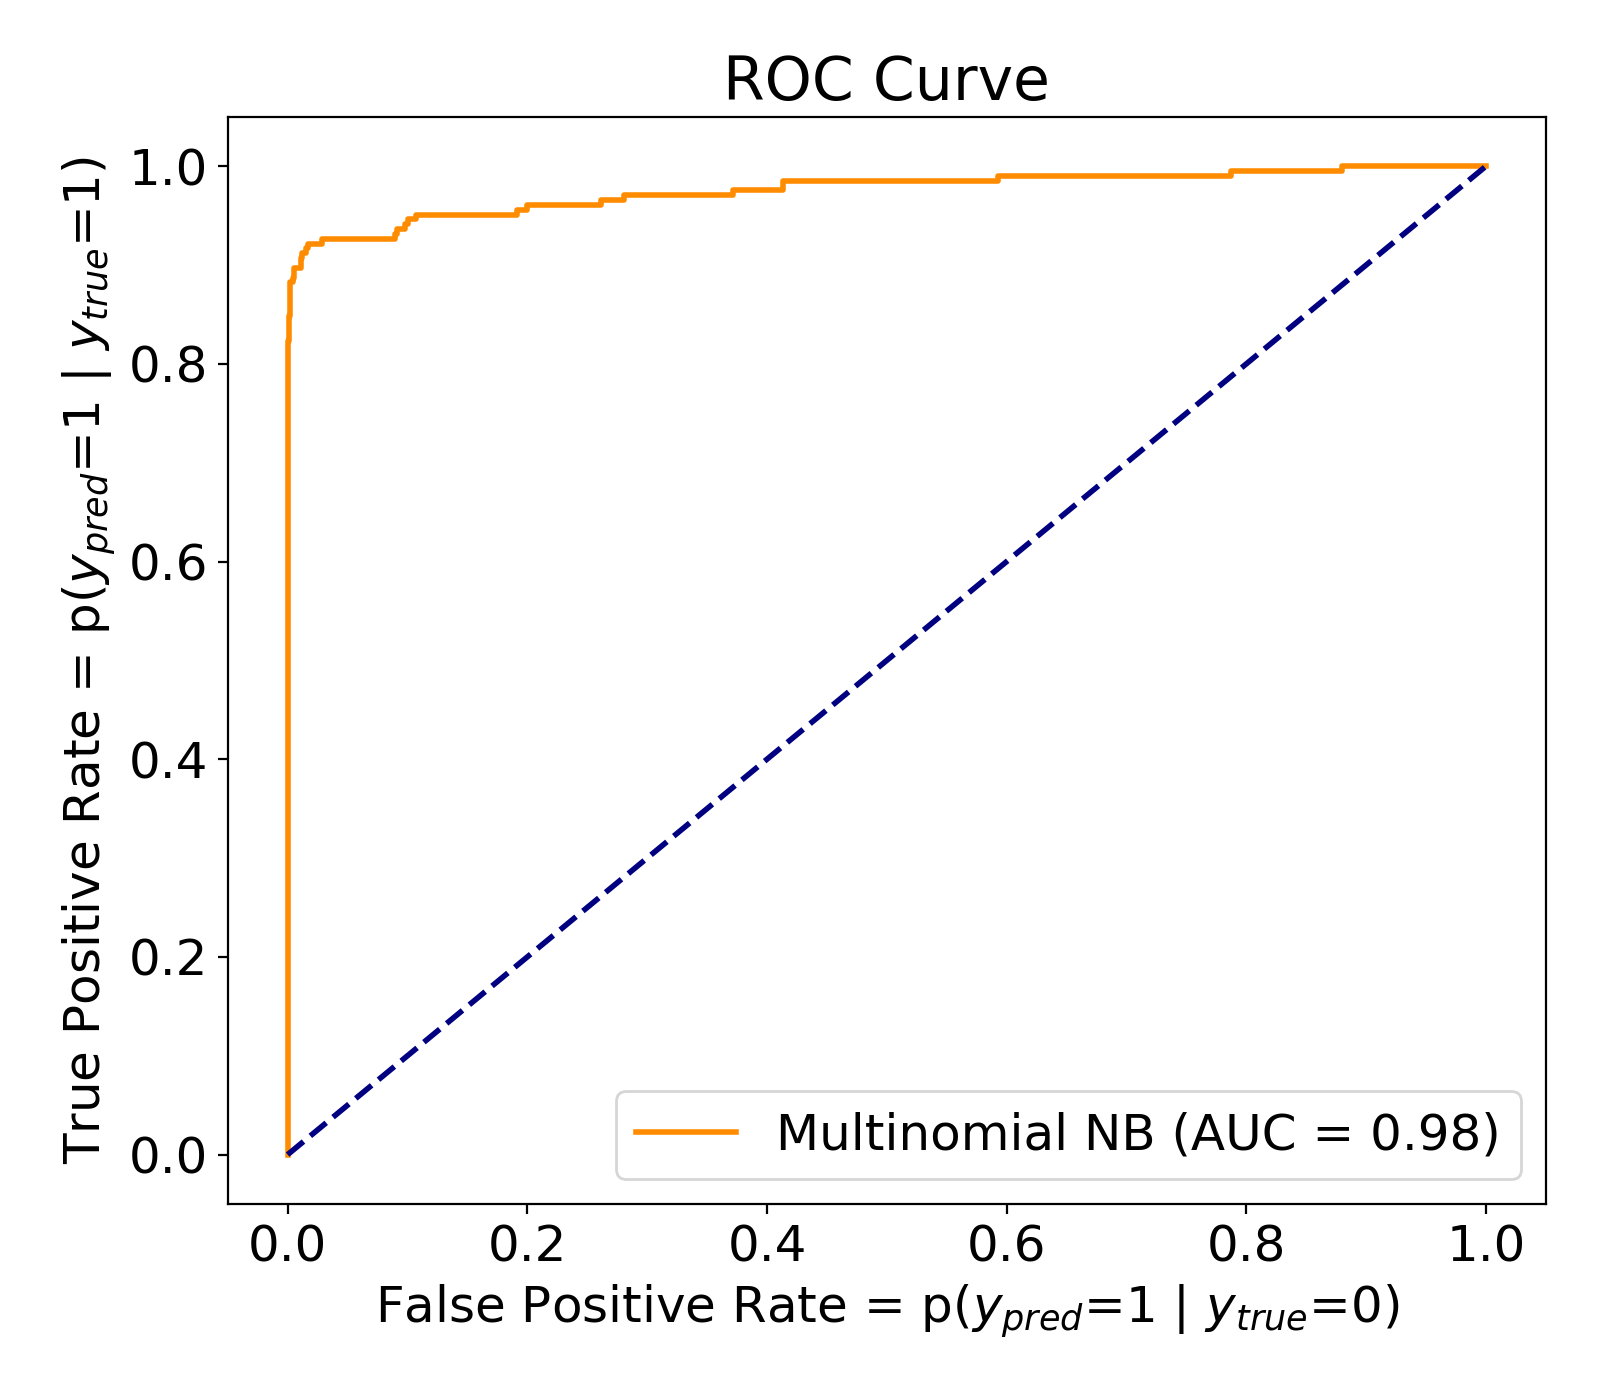 ROC Curve
True Positive Rate = p(y_pred=1 | y_true=1)
1.0
0.8
0.6
0.4
0.2
0.0
Multinomial NB (AUC = 0.98)
0.0 0.2 0.4 0.6 0.8 1.0
False Positive Rate = p(y_pred=1 | y_true=0)